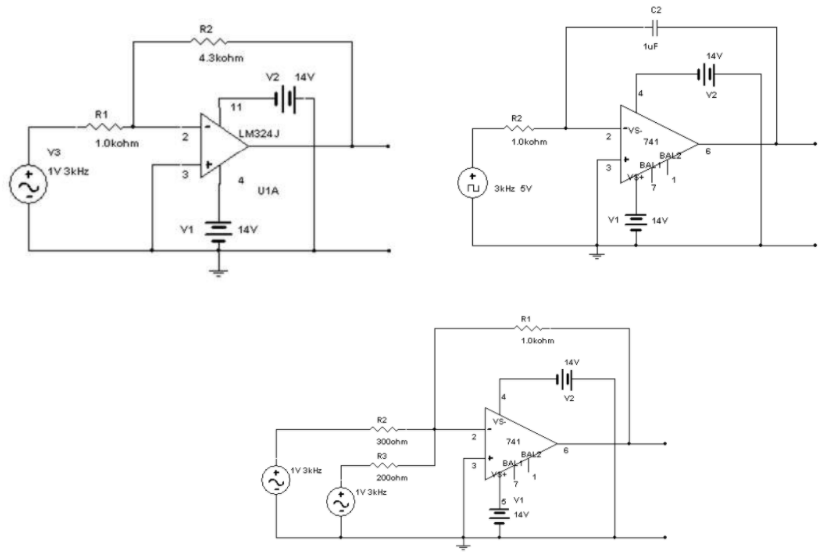 R2
4.3kohm
V2 14V
11
R1
1.0kohm
2
LM324J
V3
1V 3kHz
3
4
U1A
V1 14V
C2
1uF
14V
V2
4
R2
1.0kohm
2
VS-
741
6
3
BAL1
BAL2
VS+
7
1
3kHz 5V
V1 14V
R1
1.0kohm
14V
V2
4
R2
300ohm
2
VS-
741
6
R3
200ohm
3
BAL1
BAL2
VS+
7
1
1V 3kHz
1V 3kHz
5
V1
14V